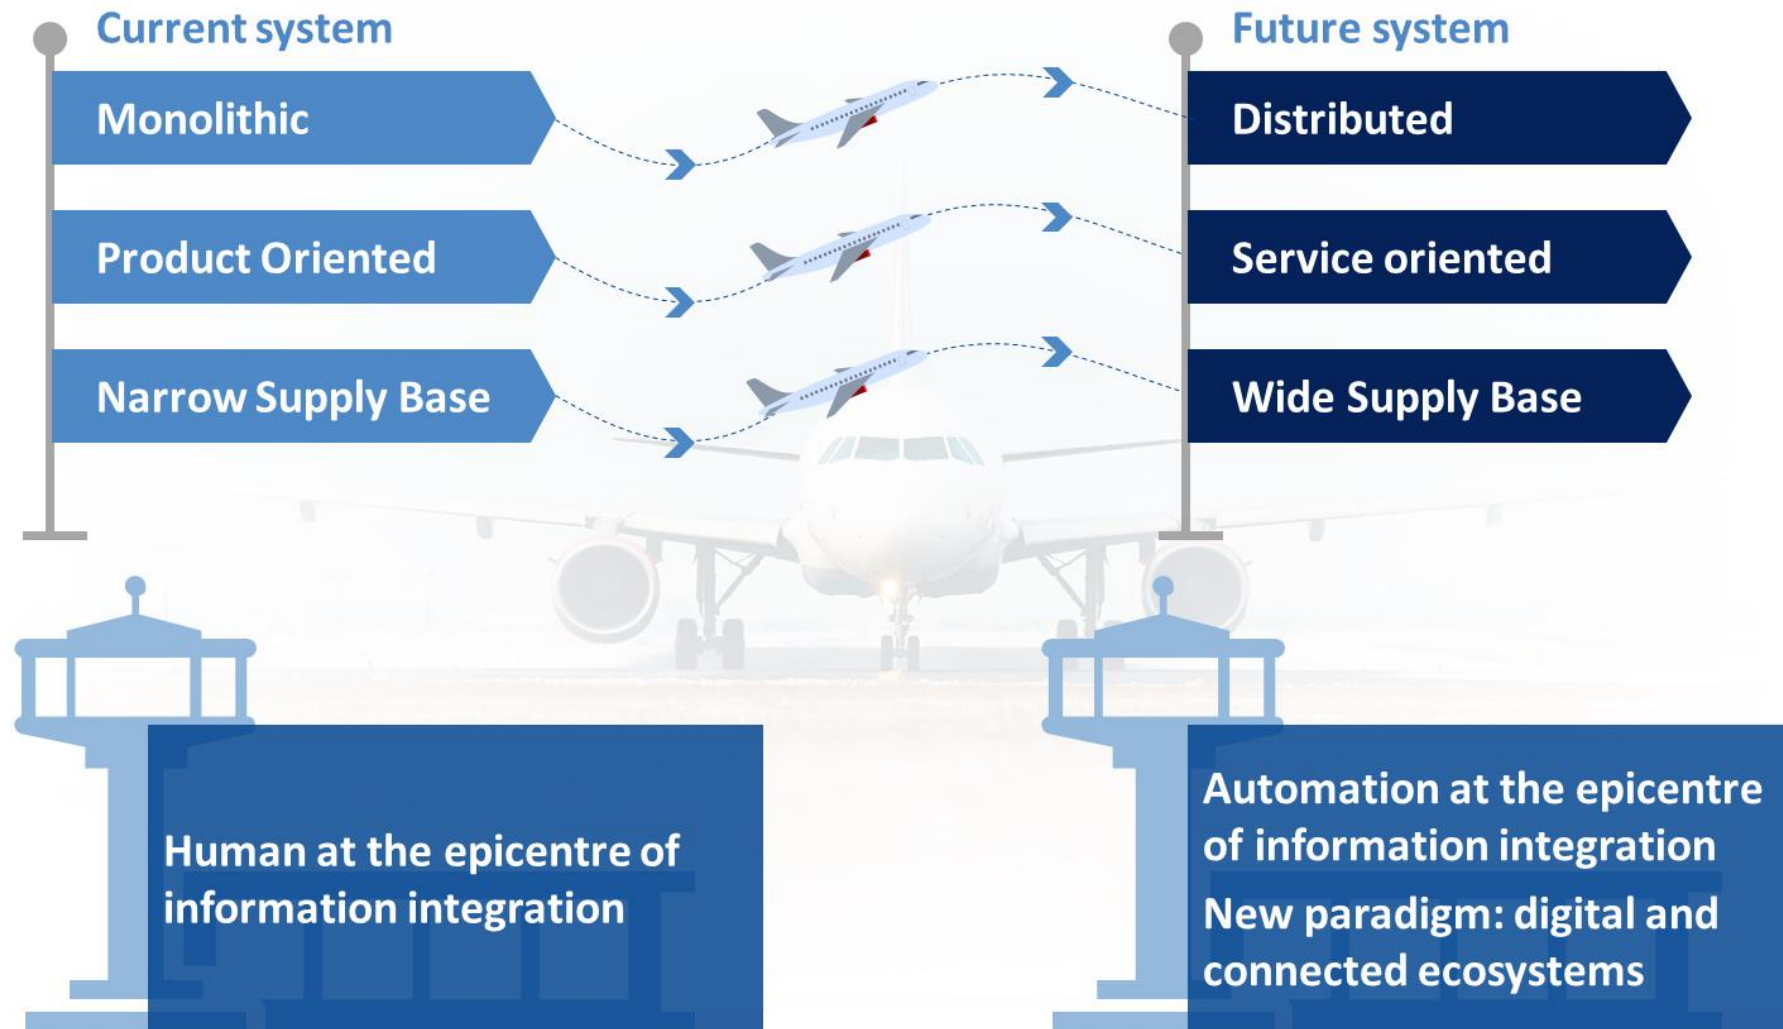 Current system
Monolithic
Product Oriented
Narrow Supply Base
Future system
Distributed
Service oriented
Wide Supply Base
Human at the epicentre of
information integration
Automation at the epicentre
of information integration
New paradigm: digital and
connected ecosystems